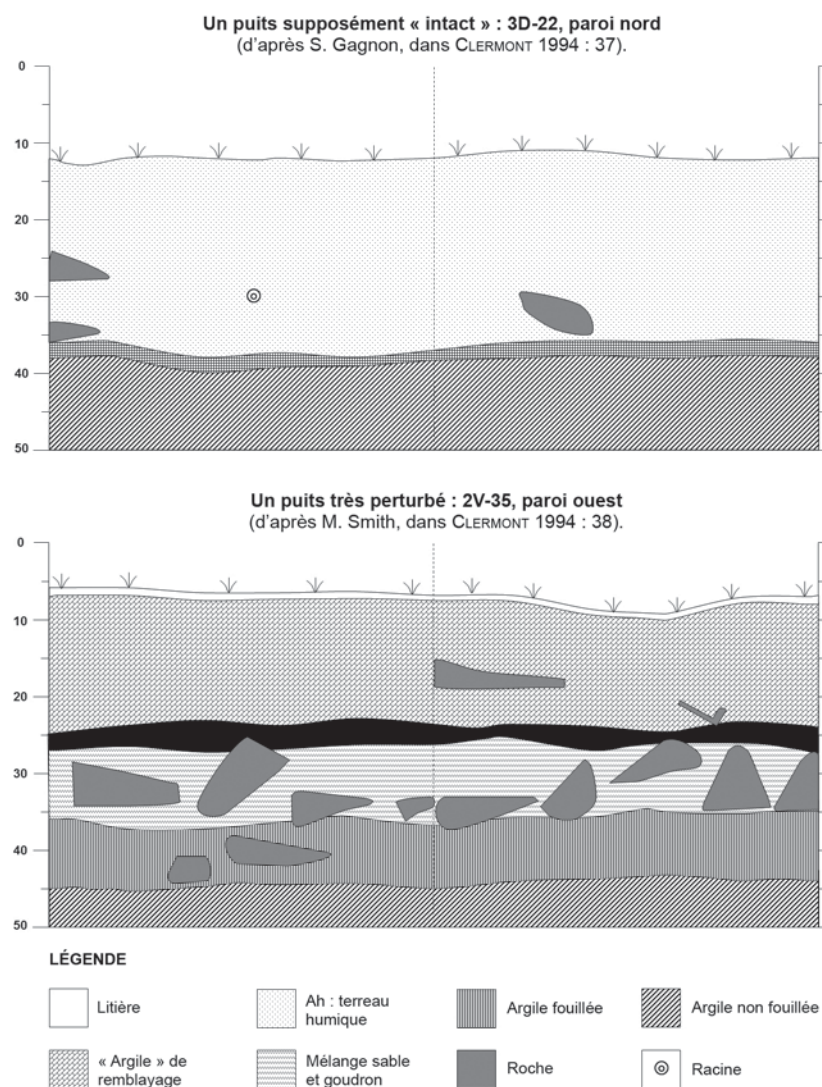 Un puits supposément « intact » : 3D-22, paroi nord
(d'après S. Gagnon, dans CLERMONT 1994 : 37).
0
10
20
30
40
50
Un puits très perturbé : 2V-35, paroi ouest
(d'après M. Smith, dans CLERMONT 1994 : 38).
0
10
20
30
40
50
LÉGENDE
Litière
Ah : terreau
humique
Argile fouillée
Argile non fouillée
« Argile » de
remblayage
Mélange sable
et goudron
Roche
Racine